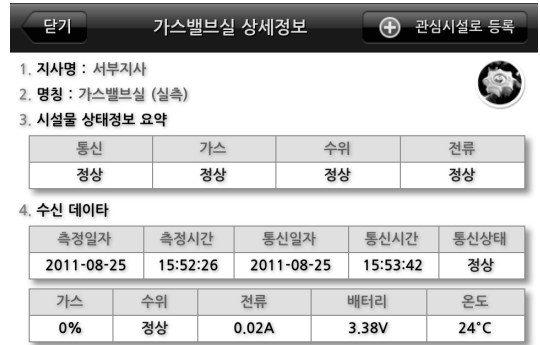 닫기 가스밸브실 상세정보 관심시설로 등록
1. 지사명 : 서부지사
2. 명칭 : 가스밸브실 (실측)
3. 시설물 상태정보 요약
통신 가스 수위 전류
정상 정상 정상 정상
4. 수신 데이타
측정일자 측정시간 통신일자 통신시간 통신상태
2011-08-25 15:52:26 2011-08-25 15:53:42 정상
가스 수위 전류 배터리 온도
0% 정상 0.02A 3.38V 24°C